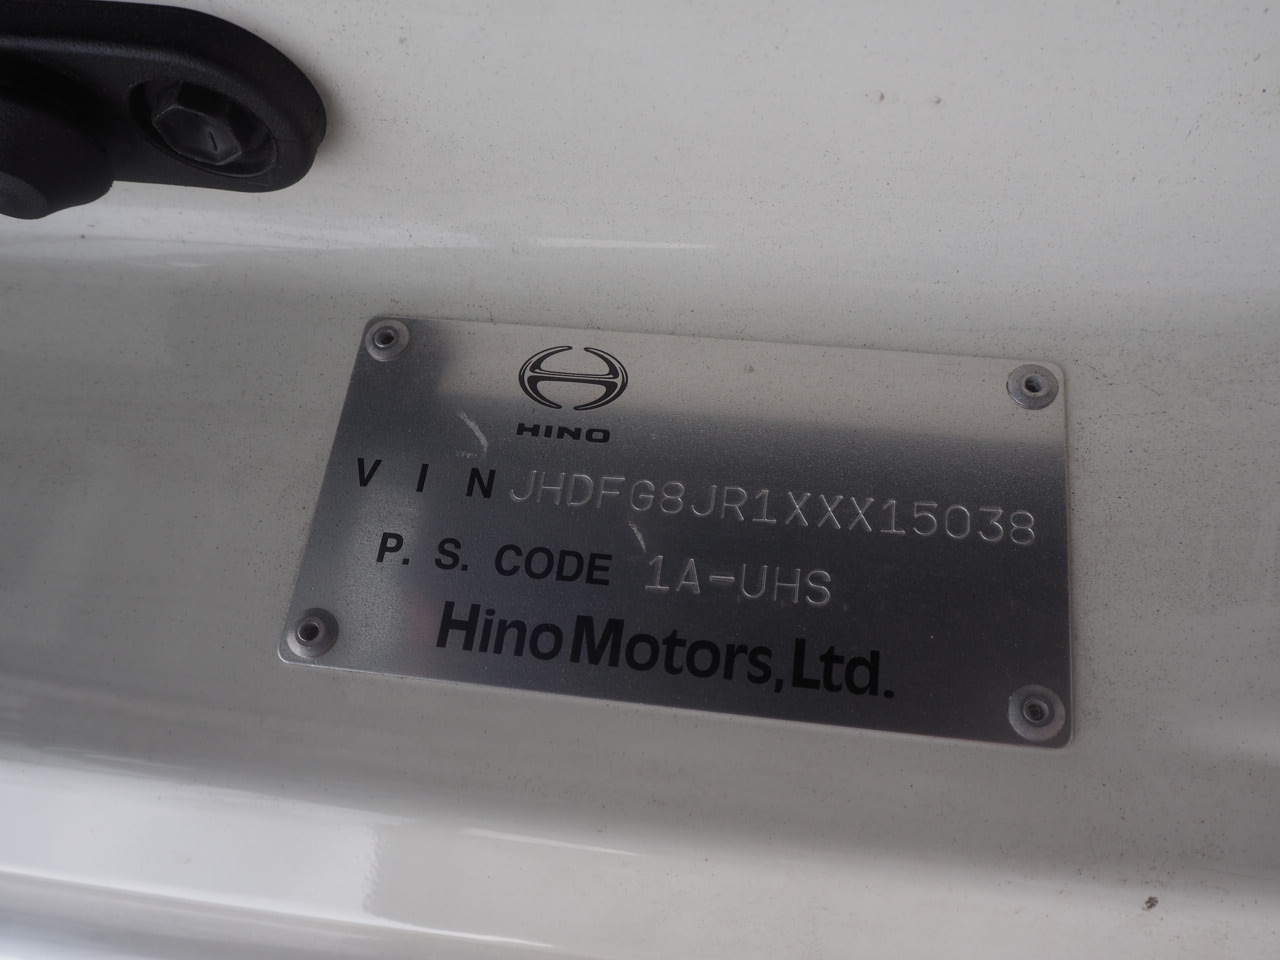 HINO
V I N JHDFG8JR1XXX15038
P. S. CODE 1A-UHS
Hino Motors, Ltd.